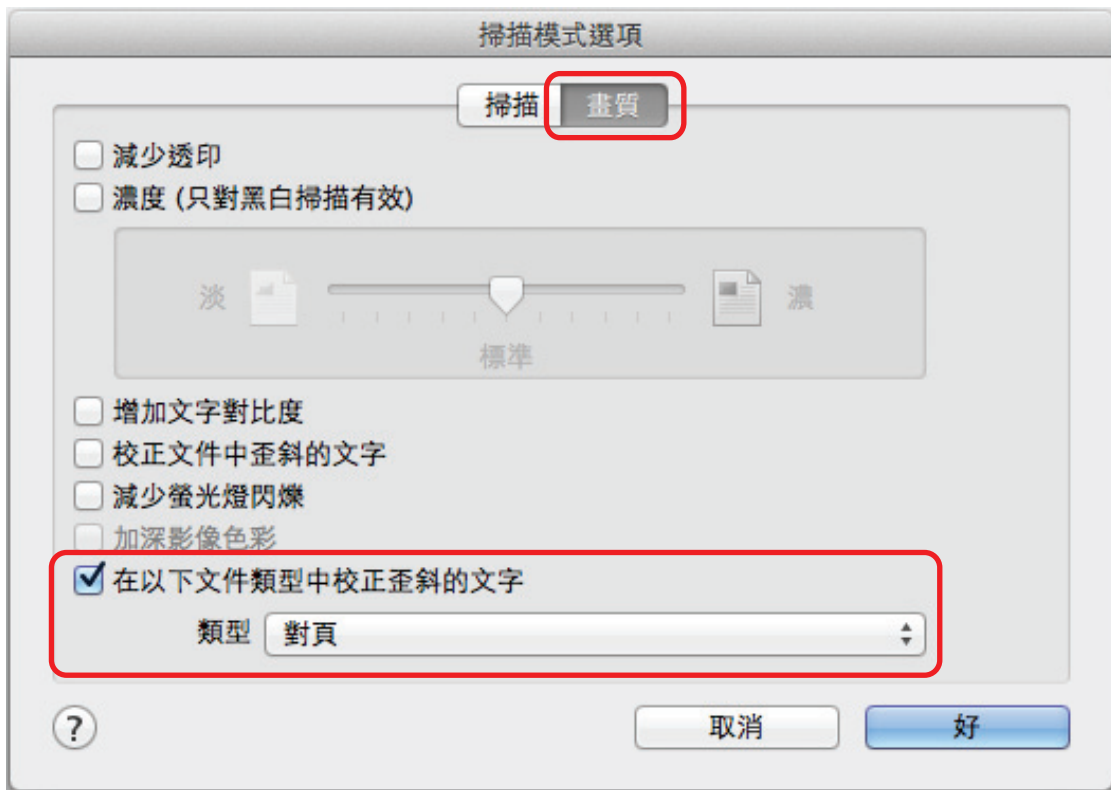 掃描模式選項
掃描 畫質
減少透印
濃度 (只對黑白掃描有效)
淡 濃
標準
增加文字對比度
校正文件中歪斜的文字
減少螢光燈閃爍
加深影像色彩
在以下文件類型中校正歪斜的文字
類型 對頁
? 取消 好